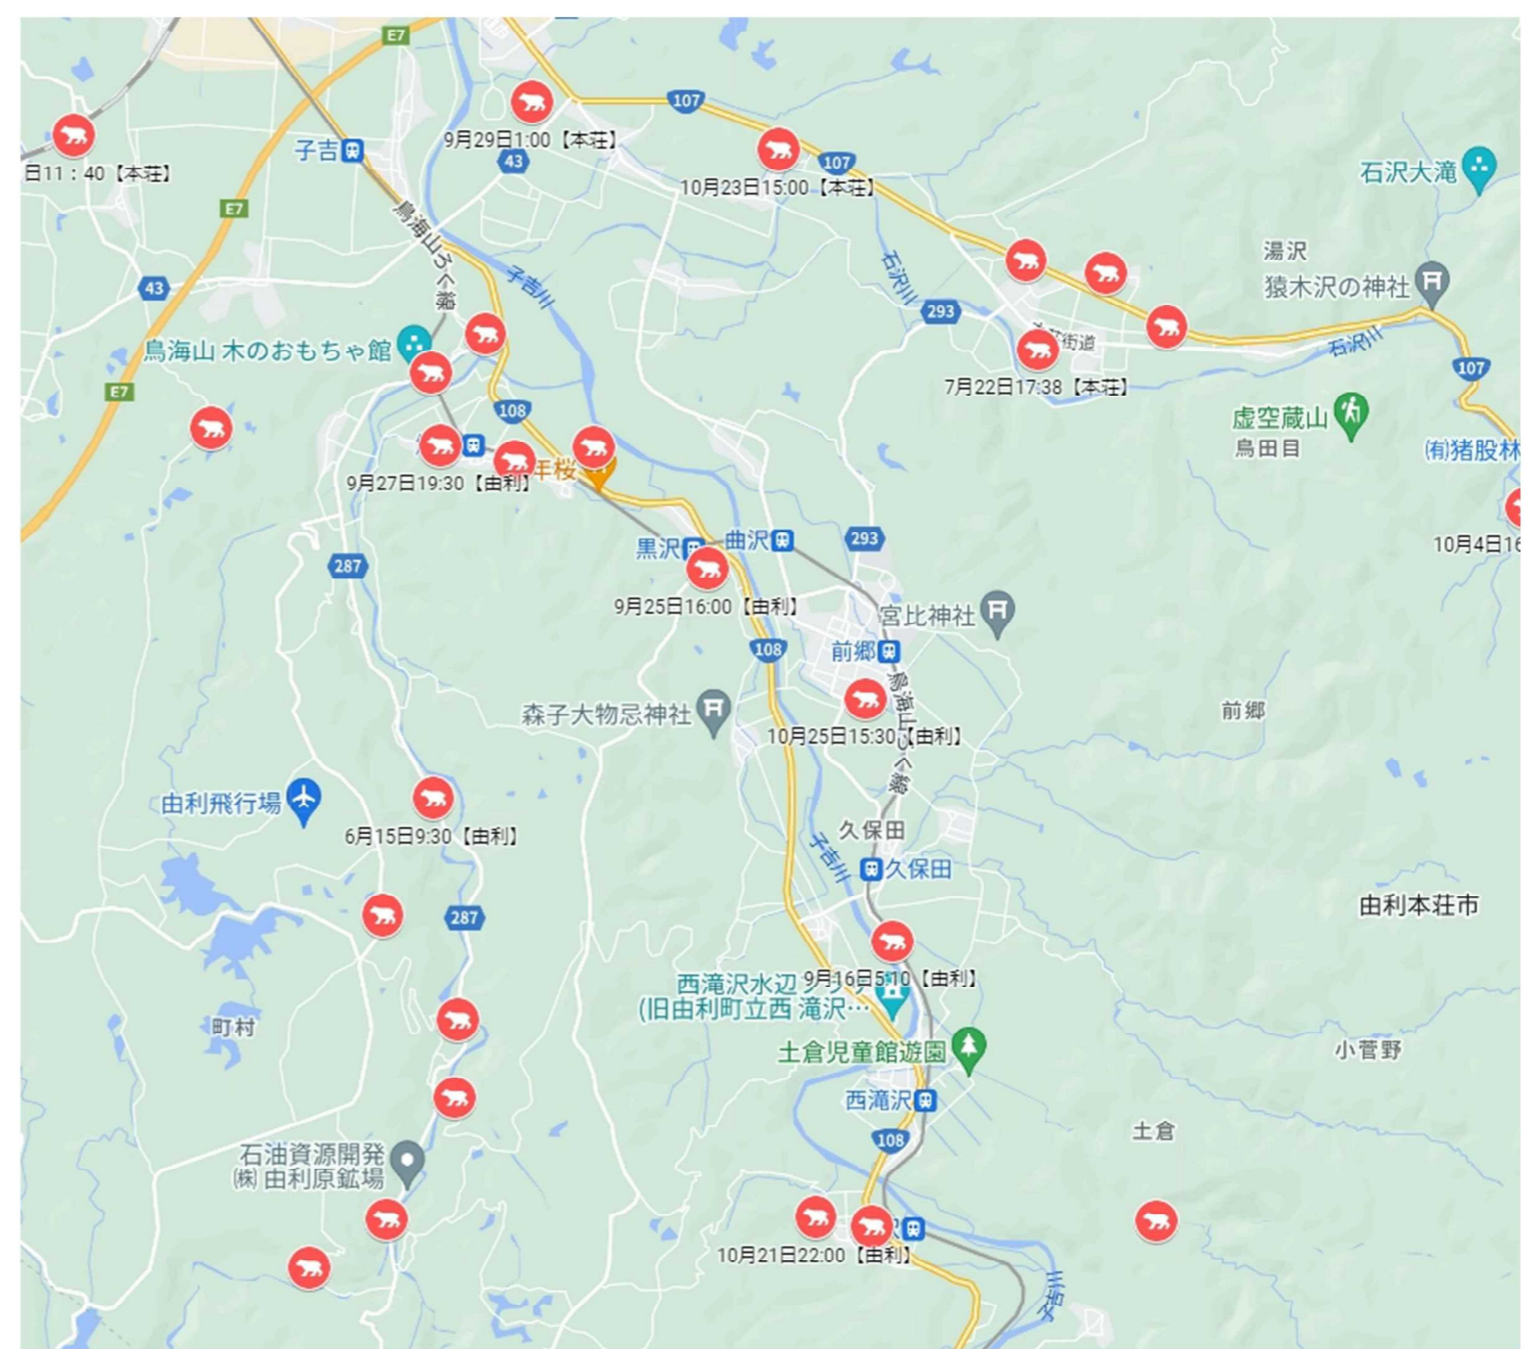 E7
107
9月29日1:00【本荘】
43
子吉
日11：40【本荘】
10月23日15:00【本荘】
107
石沢大滝
E7
鳥海山ろく線
子吉川
石沢川
湯沢
猿木沢の神社
43
293
鳥海山 木のおもちゃ館
街道
石沢川
7月22日17:38【本荘】
107
E7
108
虚空蔵山
鳥田目
(有)猪股林
年桜
9月27日19:30【由利】
黒沢
曲沢
293
10月4日16
287
9月25日16:00【由利】
宮比神社
108
前郷
鳥海山ろく線
森子大物忌神社
10月25日15:30【由利】
前郷
由利飛行場
6月15日9:30【由利】
久保田
子吉川
久保田
287
由利本荘市
9月16日5:10【由利】
西滝沢水辺
(旧由利町立西 滝沢…
町村
土倉児童館遊園
小菅野
西滝沢
108
土倉
石油資源開発
㈱ 由利原鉱場
10月21日22:00【由利】
子吉川